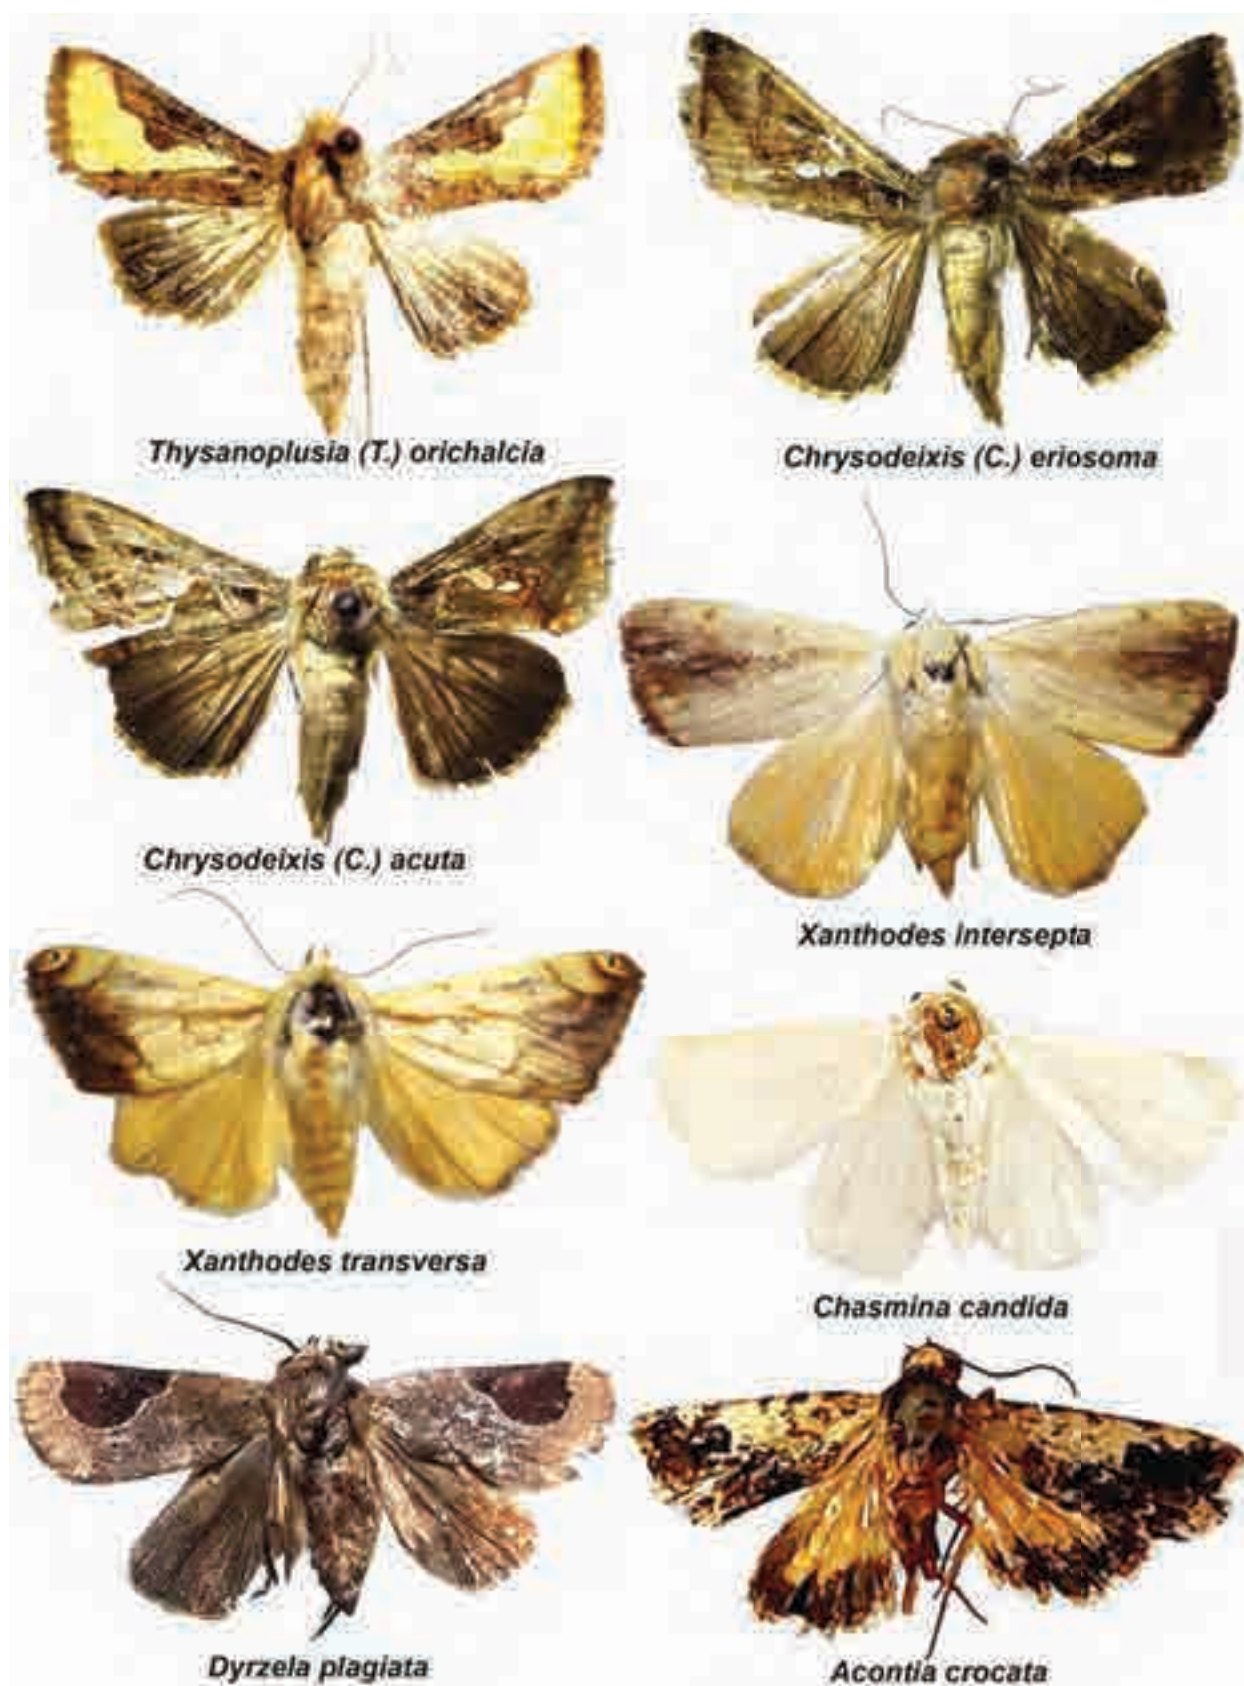 Thysanoplusia (T.) orichalcia
Chrysodeixis (C.) eriosoma
Chrysodeixis (C.) acuta
Xanthodes intersepta
Xanthodes transversa
Chasmina candida
Dyrzela plagiata
Acontia crocata